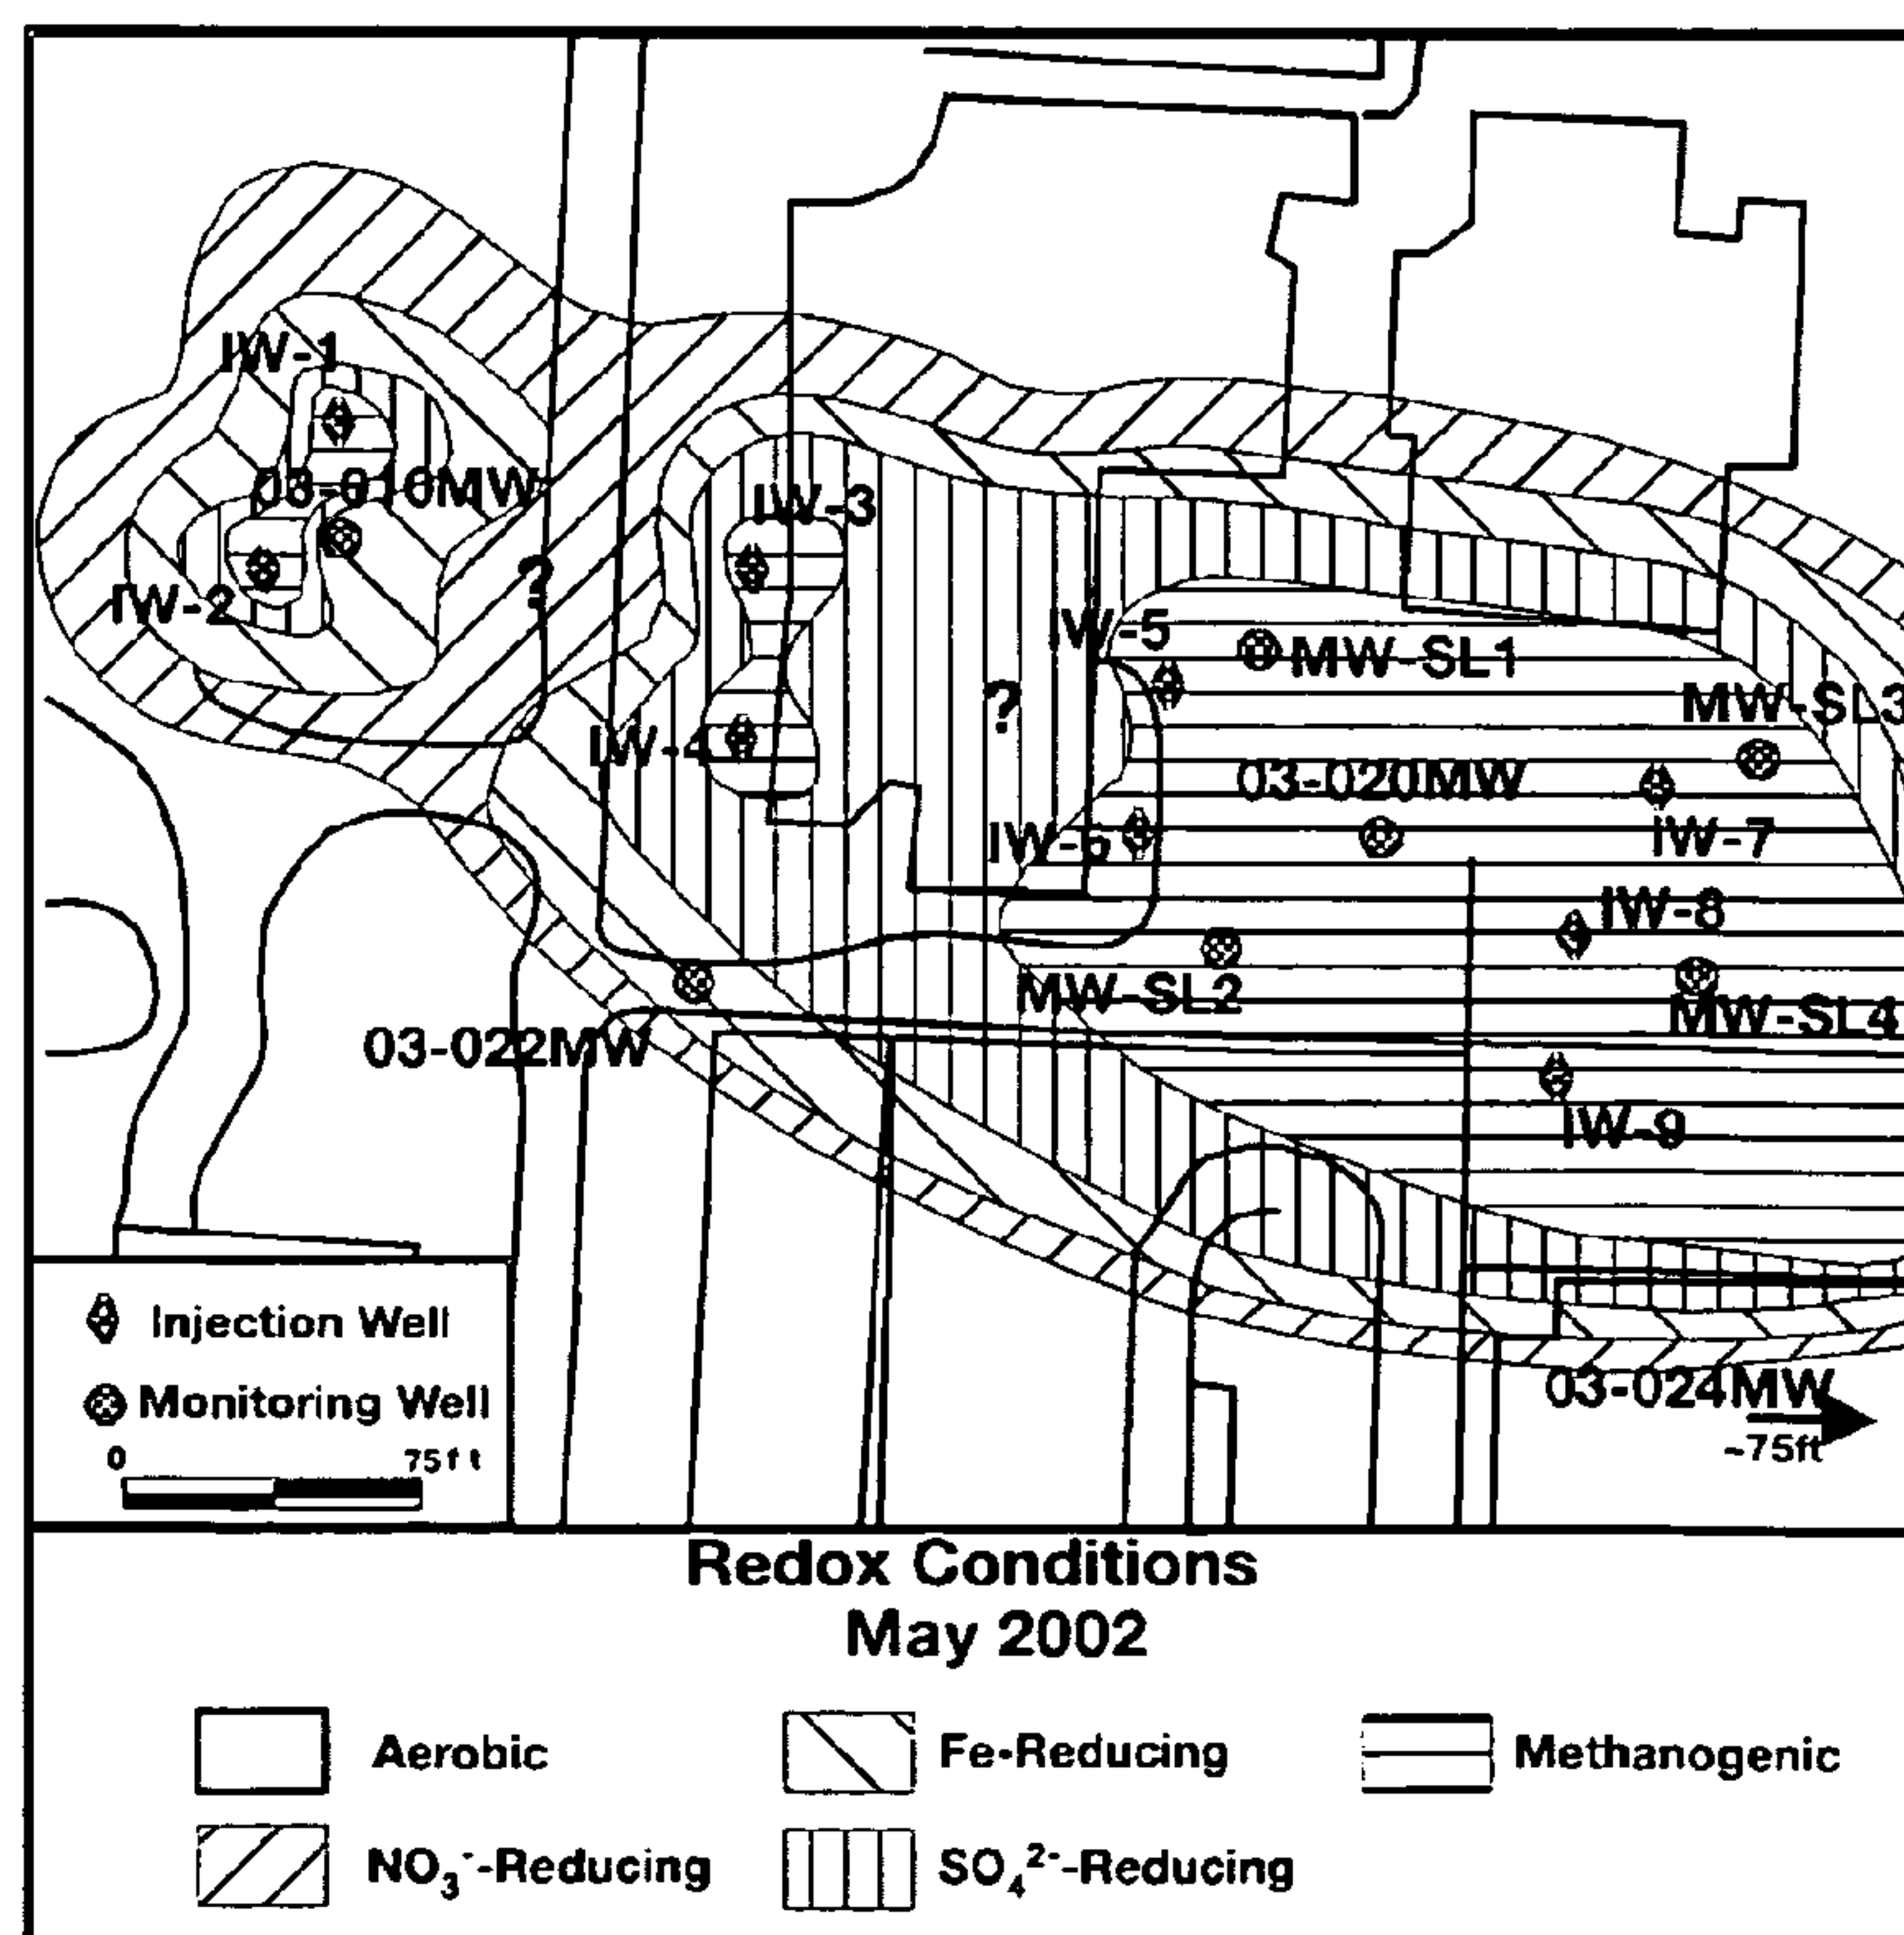 IW-1
03-010MW
IW-3
?
IW-2
IW-5
MW-SL1
?
MW-SL3
IW-4
03-020MW
IW-6
IW-7
IW-8
MW-SL2
MW-SL4
03-022MW
IW-9
Injection Well
Monitoring Well
0 75ft
03-024MW
~75ft
Redox Conditions
May 2002
Aerobic
Fe-Reducing
Methanogenic
NO₃⁻-Reducing
SO₄²⁻-Reducing